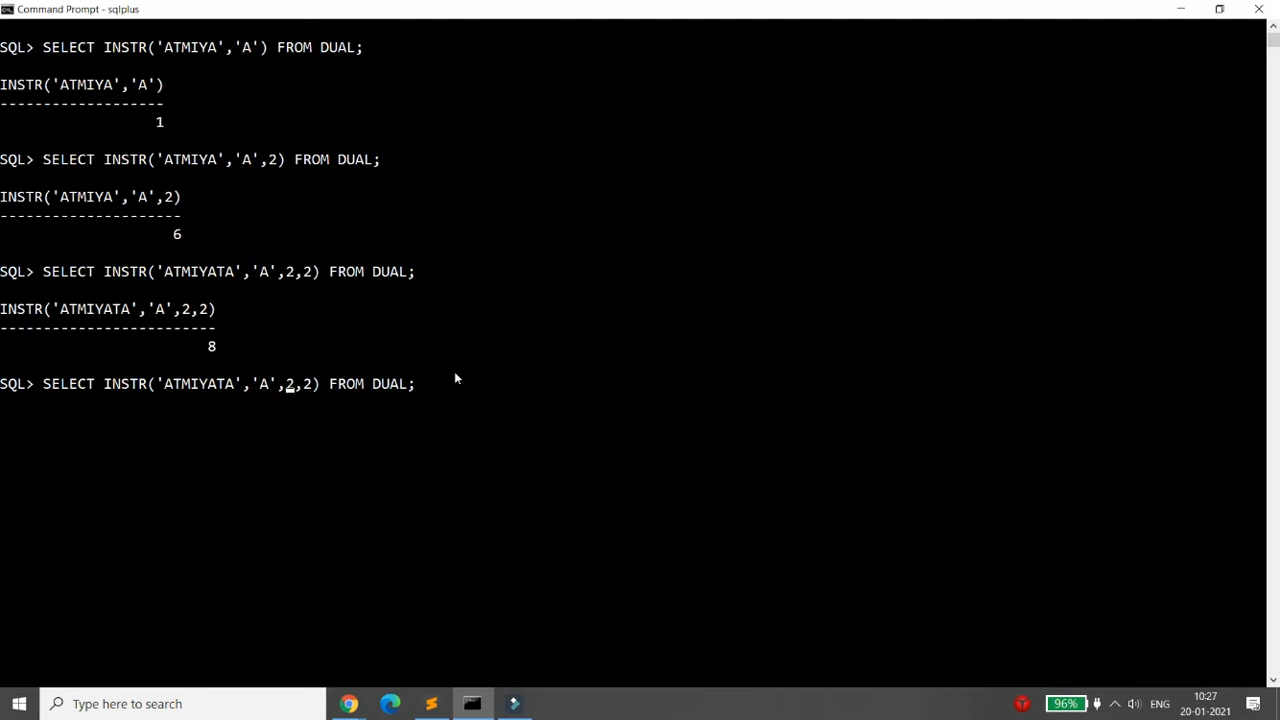 Command Prompt - sqlplus
SQL> SELECT INSTR('ATMIYA','A') FROM DUAL;
INSTR('ATMIYA','A')
-------------------
1
SQL> SELECT INSTR('ATMIYA','A',2) FROM DUAL;
INSTR('ATMIYA','A',2)
---------------------
6
SQL> SELECT INSTR('ATMIYATA','A',2,2) FROM DUAL;
INSTR('ATMIYATA','A',2,2)
-------------------------
8
SQL> SELECT INSTR('ATMIYATA','A',2,2) FROM DUAL;
Type here to search
96%
ENG
10:27
20-01-2021